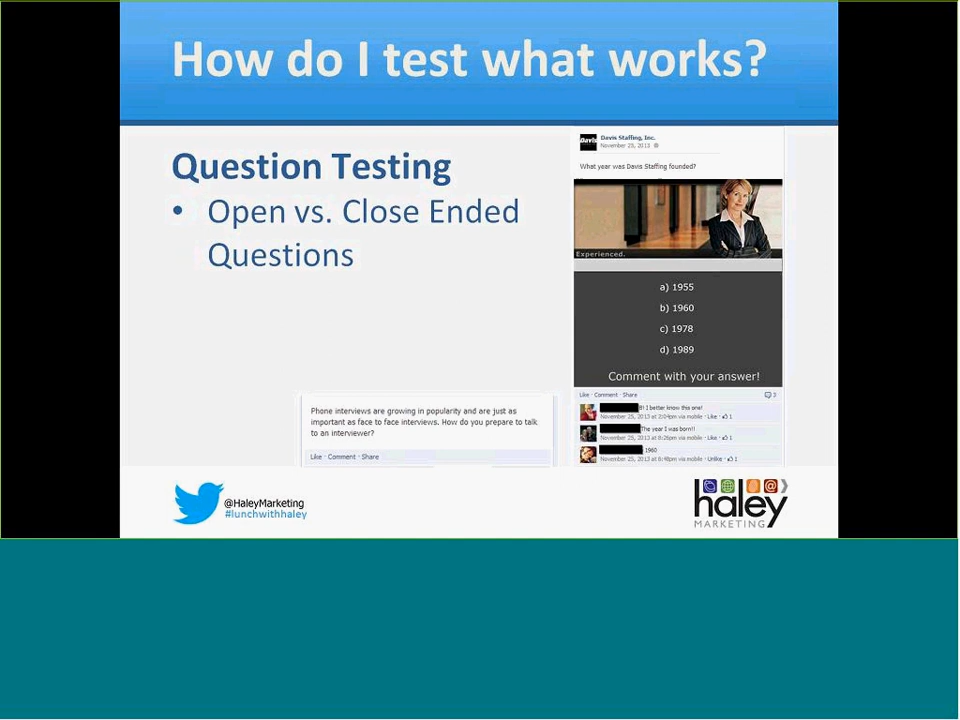 How do I test what works?
Question Testing
• Open vs. Close Ended
Questions
Davis Staffing, Inc.
November 25, 2013
What year was Davis Staffing founded?
Davis
Experienced.
a) 1955
b) 1960
c) 1978
d) 1989
Comment with your answer!
Like · Comment · Share 3
B! I better know this one!
November 25, 2013 at 2:04pm via mobile · Like · 1
The year I was born!!
November 25, 2013 at 8:26pm via mobile · Like · 1
1960
November 25, 2013 at 8:48pm via mobile · Unlike · 1
Phone interviews are growing in popularity and are just as
important as face to face interviews. How do you prepare to talk
to an interviewer?
Like · Comment · Share
@HaleyMarketing
#lunchwithhaley
haley
MARKETING